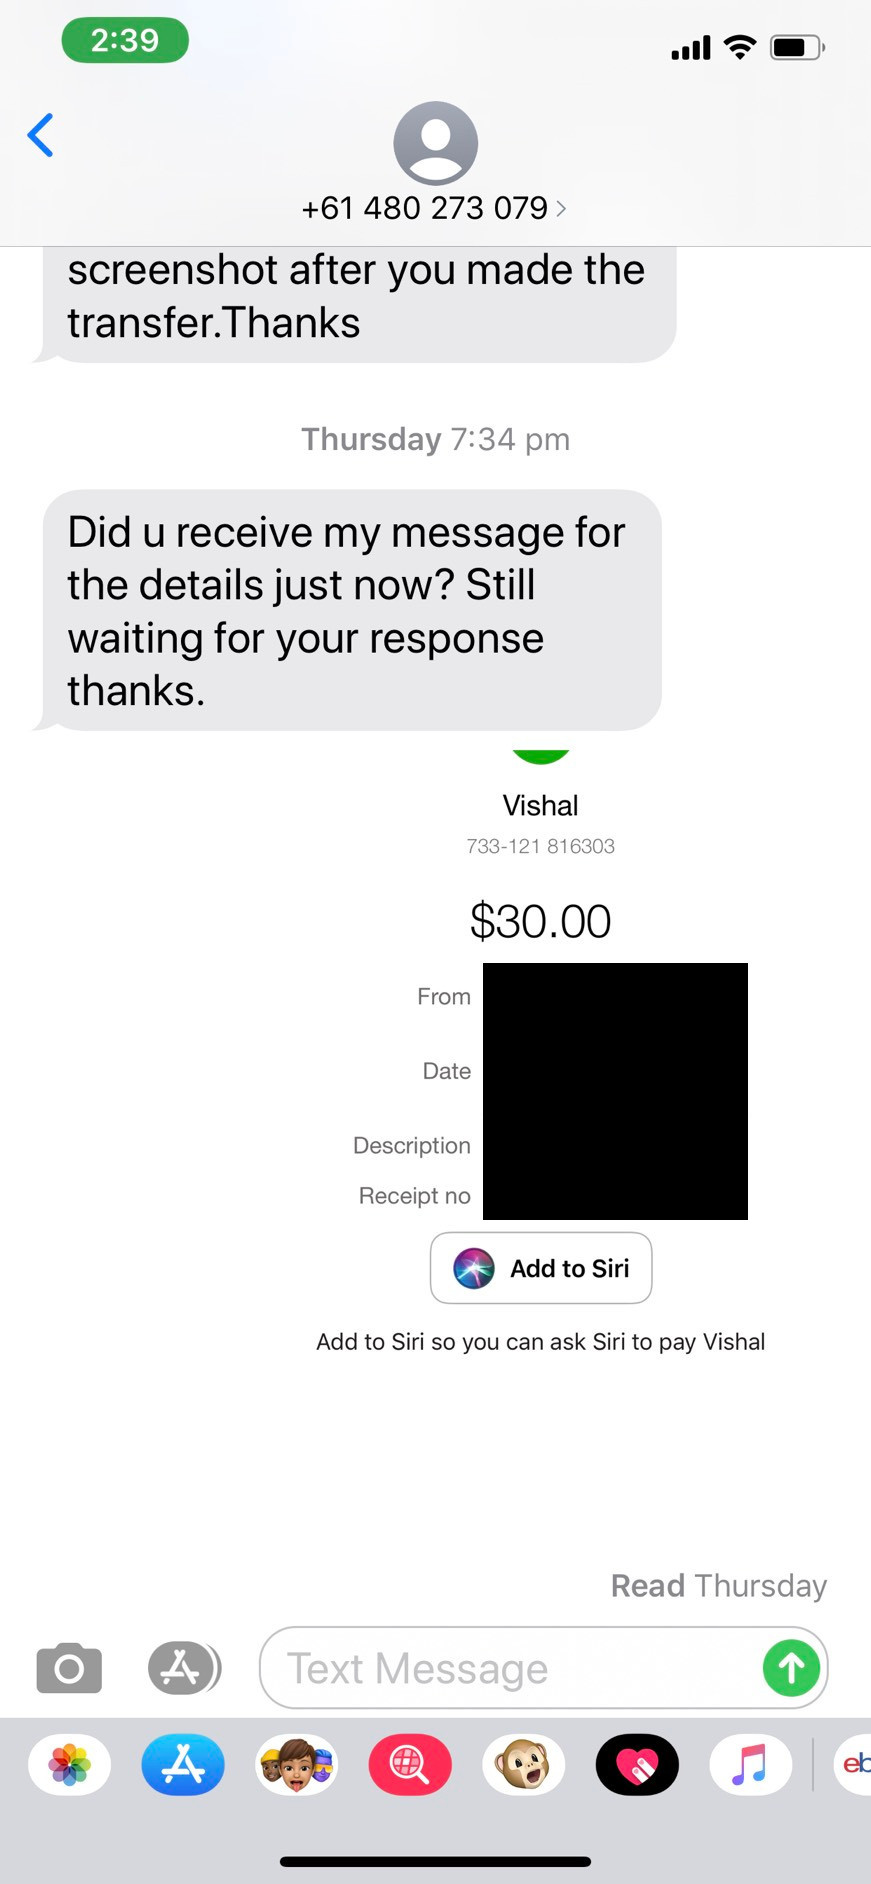 2:39
+61 480 273 079
screenshot after you made the
transfer.Thanks
Thursday 7:34 pm
Did u receive my message for
the details just now? Still
waiting for your response
thanks.
Vishal
733-121 816303
$30.00
From
Date
Description
Receipt no
Add to Siri
Add to Siri so you can ask Siri to pay Vishal
Read Thursday
Text Message
eb